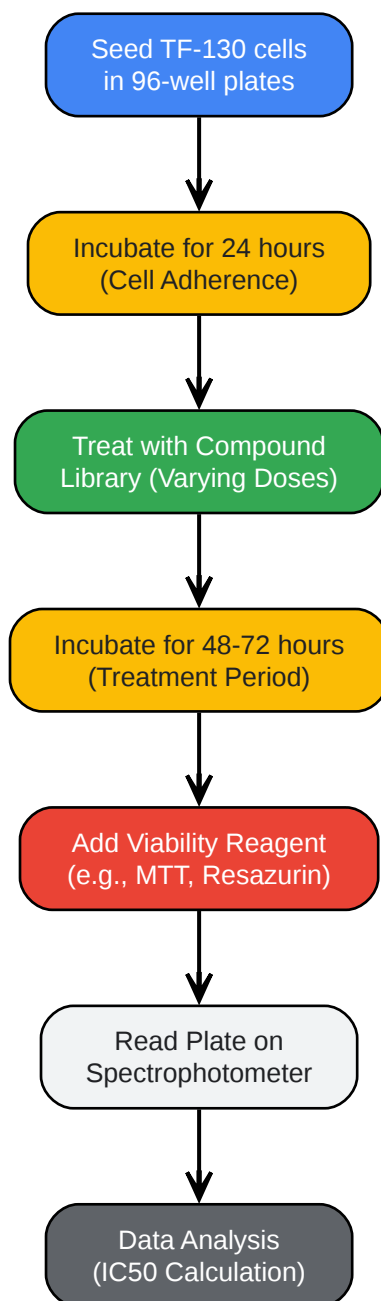 Seed TF-130 cells
in 96-well plates
Incubate for 24 hours
(Cell Adherence)
Treat with Compound
Library (Varying Doses)
Incubate for 48-72 hours
(Treatment Period)
Add Viability Reagent
(e.g., MTT, Resazurin)
Read Plate on
Spectrophotometer
Data Analysis
(IC50 Calculation)